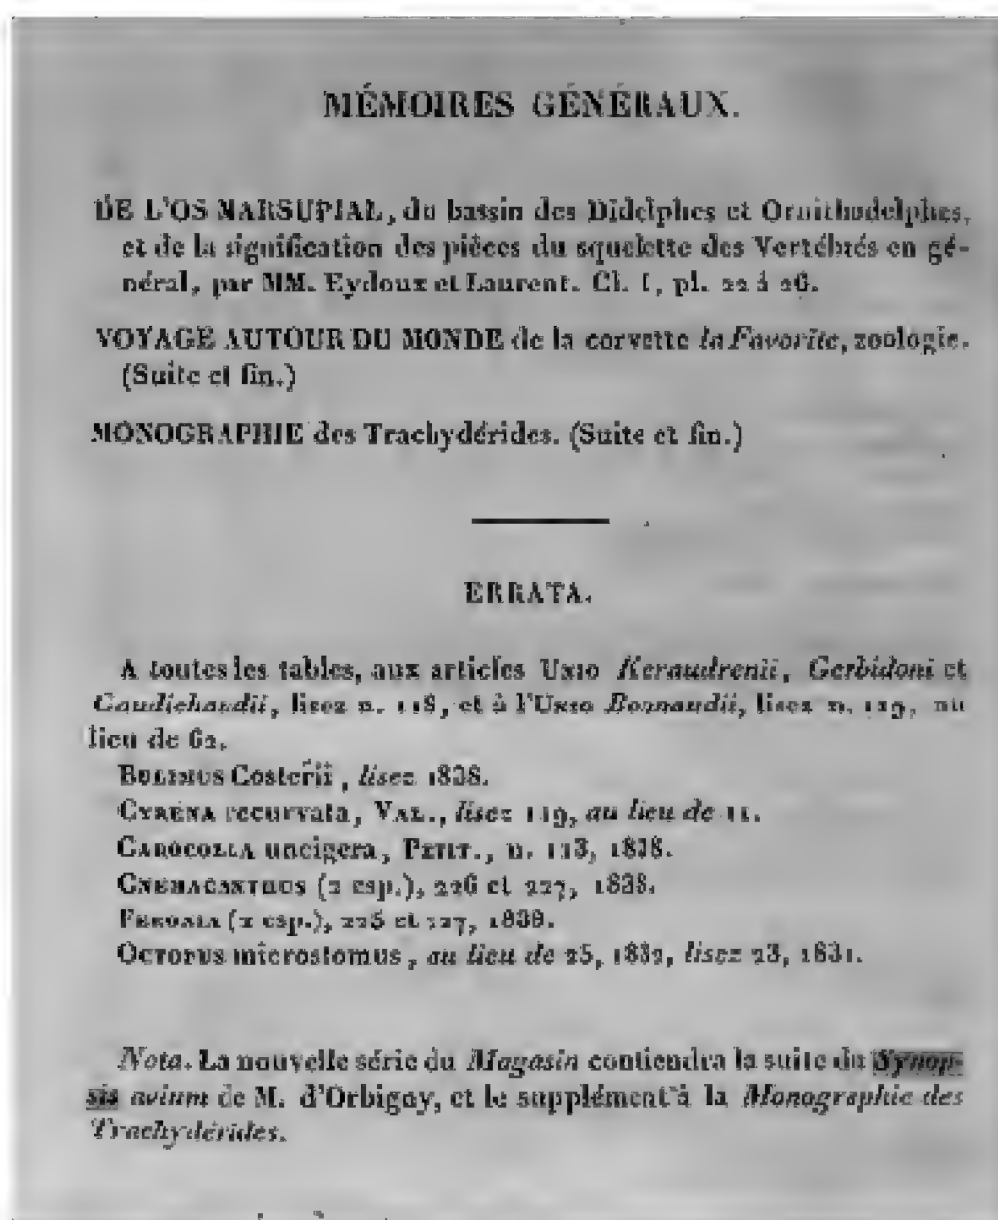 MÉMOIRES GÉNÉRAUX.
DE L'OS MARSUPIAL, du bassin des Didelphes et Ornithodelphes,
et de la signification des pièces du squelette des Vertébrés en gé-
néral, par MM. Eydoux et Laurent. Cl. I, pl. 22 à 26.
VOYAGE AUTOUR DU MONDE de la corvette la Favorite, zoologie.
(Suite et fin.)
MONOGRAPHIE des Trachydérides. (Suite et fin.)
ERRATA.
A toutes les tables, aux articles Unio Keraudrenii, Gerbidoni et
Gaudichaudii, lisez n. 118, et à l'Unio lisez n. 119, au
lieu de 62.
Bulimus Costerii, lisez 1838.
Cyrena recurvata, Val., lisez 119, au lieu de 11.
Carocolla uncigera, Petit., n. 113, 1838.
(2 esp.), 226 et 227, 1838.
(2 esp.), et 1838.
Octopus microstomus, au lieu de 25, 1832, lisez 23, 1831.
Nota. La nouvelle série du Magasin contiendra la suite du Synop-
sis avium de M. d'Orbigny, et le supplément à la Monographie des
Trachydérides.